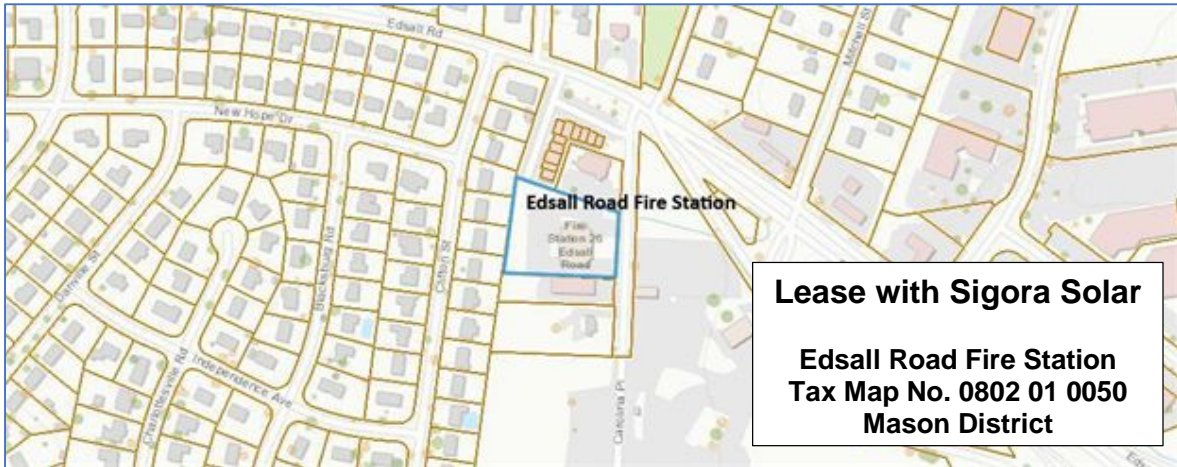 Edsall Rd
Mitchell St
New Hope Dr
Edsall Road Fire Station
Fire
Station 26
Edsall
Road
Danville St
Blacksburg Rd
Clifton St
Independence Ave
Charlottesville Rd
Carolina Pl
Lease with Sigora Solar
Edsall Road Fire Station
Tax Map No. 0802 01 0050
Mason District